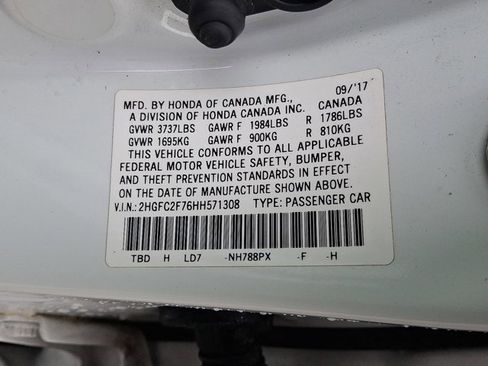 09/'17
MFD. BY HONDA OF CANADA MFG.,
A DIVISION OF HONDA CANADA INC. CANADA
GVWR 3737LBS GAWR F 1984LBS R 1786LBS
GVWR 1695KG GAWR F 900KG R 810KG
THIS VEHICLE CONFORMS TO ALL APPLICABLE
FEDERAL MOTOR VEHICLE SAFETY, BUMPER,
AND THEFT PREVENTION STANDARDS IN EFFECT
ON THE DATE OF MANUFACTURE SHOWN ABOVE.
V.I.N.: 2HGFC2F76HH571308 TYPE: PASSENGER CAR
TBD H LD7 -NH788PX -F -H